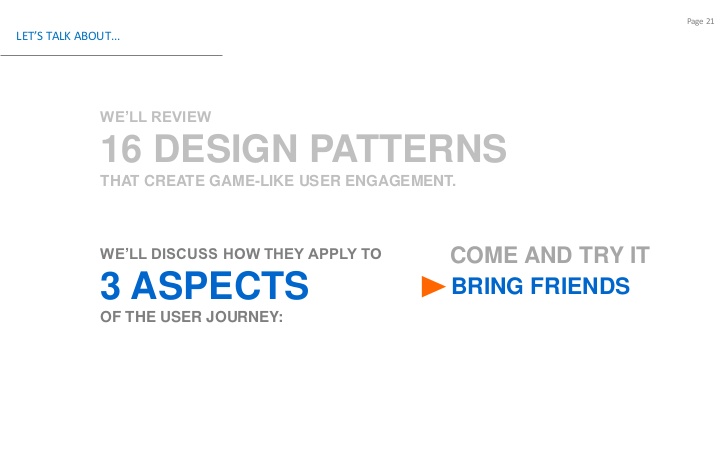 Page 21
LET'S TALK ABOUT...
WE'LL REVIEW
16 DESIGN PATTERNS
THAT CREATE GAME-LIKE USER ENGAGEMENT.
WE'LL DISCUSS HOW THEY APPLY TO
3 ASPECTS
OF THE USER JOURNEY:
COME AND TRY IT
BRING FRIENDS